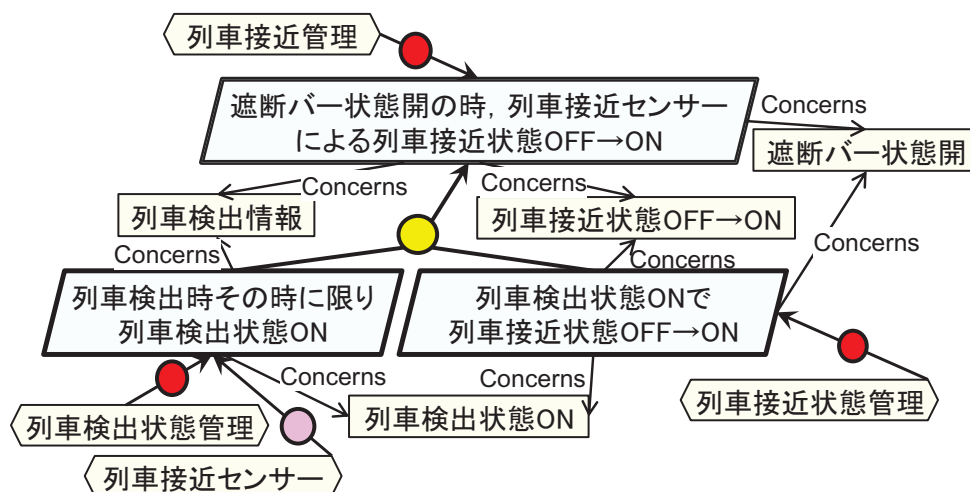 列車接近管理
遮断バー状態開の時, 列車接近センサー
による列車接近状態OFF→ON
Concerns
遮断バー状態開
Concerns
Concerns
列車検出情報
列車接近状態OFF→ON
Concerns
Concerns
Concerns
列車検出時その時に限り
列車検出状態ON
列車検出状態ONで
列車接近状態OFF→ON
Concerns
Concerns
列車検出状態管理
列車検出状態ON
列車接近状態管理
列車接近センサー